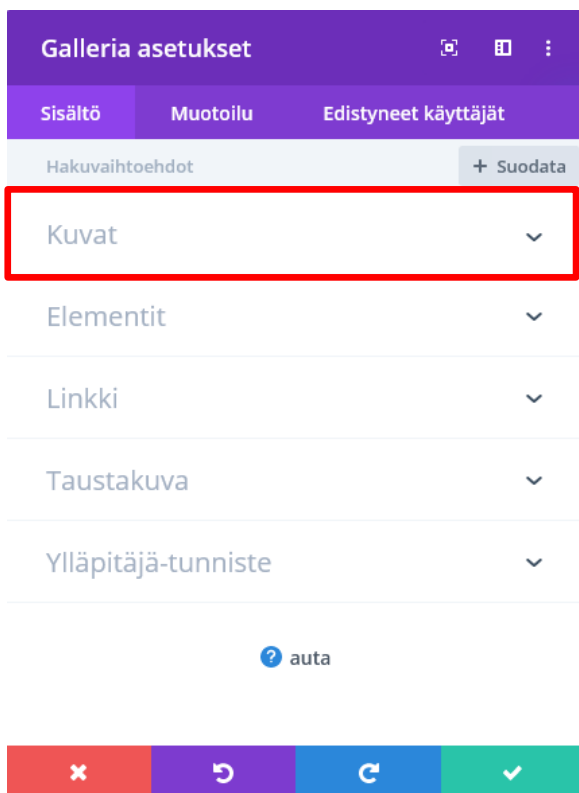 Galleria asetukset
Sisältö Muotoilu Edistyneet käyttäjät
Hakuvaihtoehdot + Suodata
Kuvat
Elementit
Linkki
Taustakuva
Ylläpitäjä-tunniste
? auta